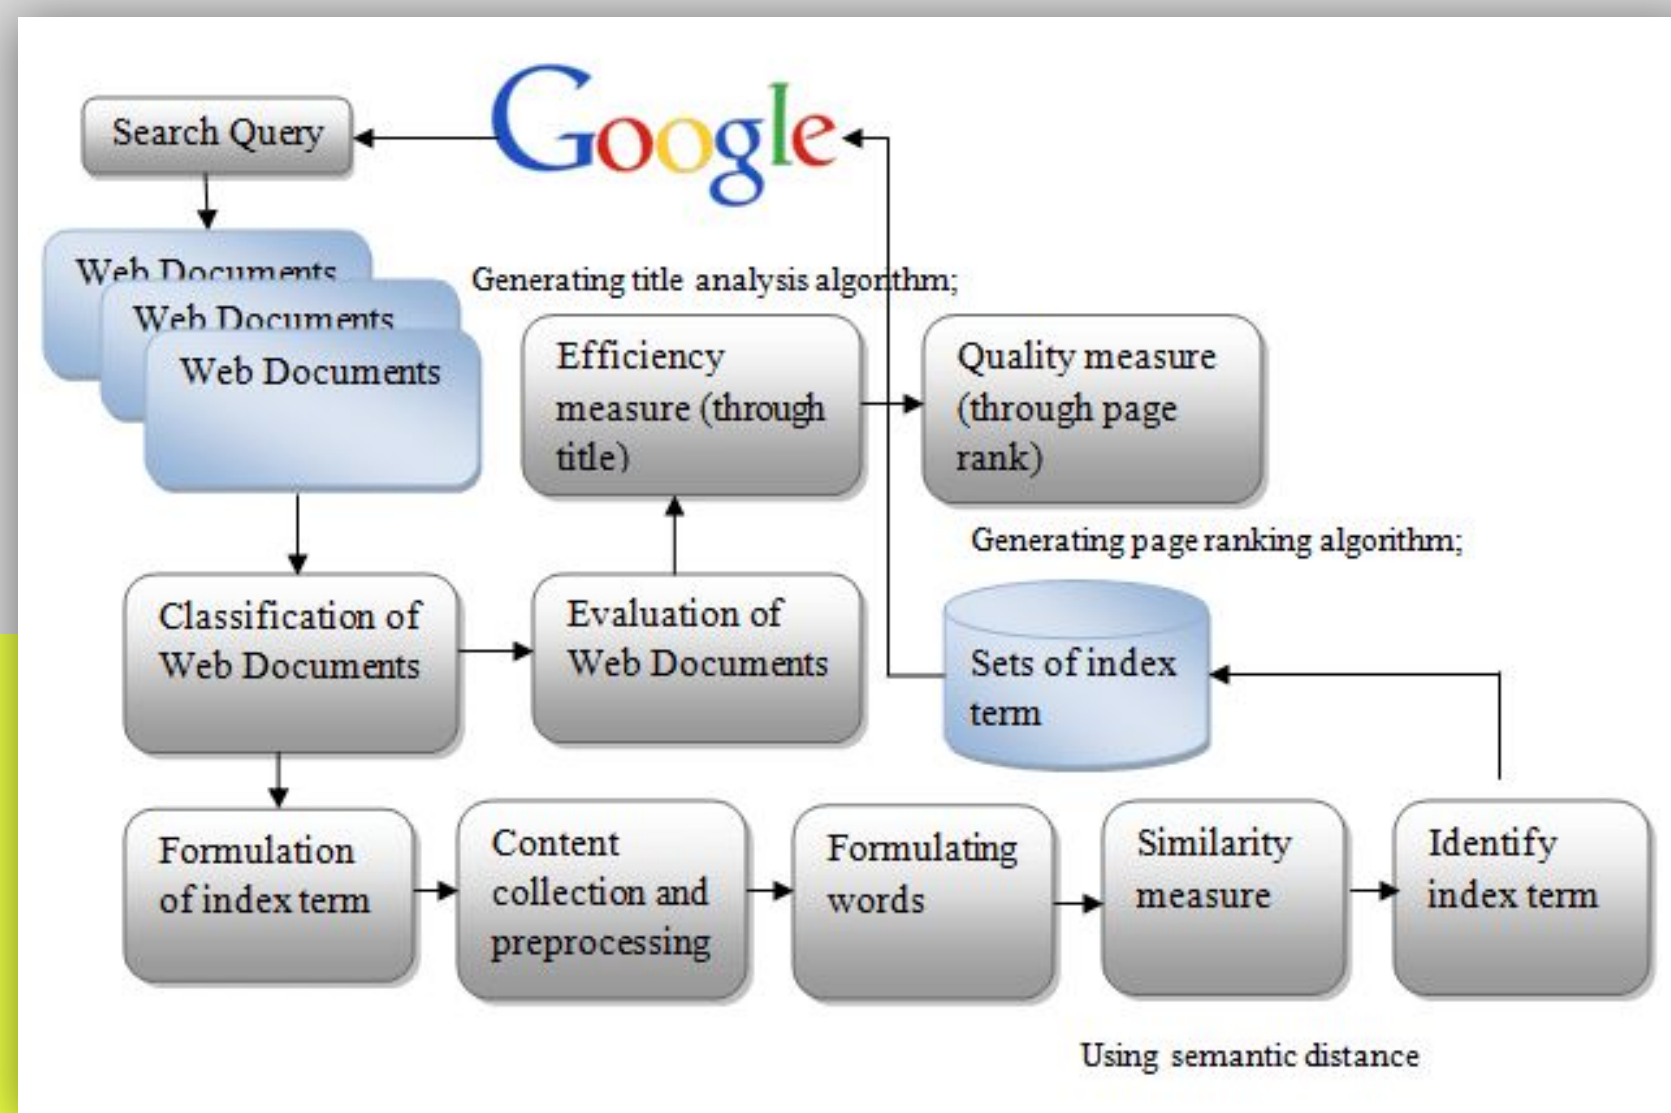 Search Query
Google
Web Documents
Web Documents
Web Documents
Generating title analysis algorithm;
Efficiency
measure (through
title)
Quality measure
(through page
rank)
Generating page ranking algorithm;
Classification of
Web Documents
Evaluation of
Web Documents
Sets of index
term
Formulation
of index term
Content
collection and
preprocessing
Formulating
words
Similarity
measure
Identify
index term
Using semantic distance